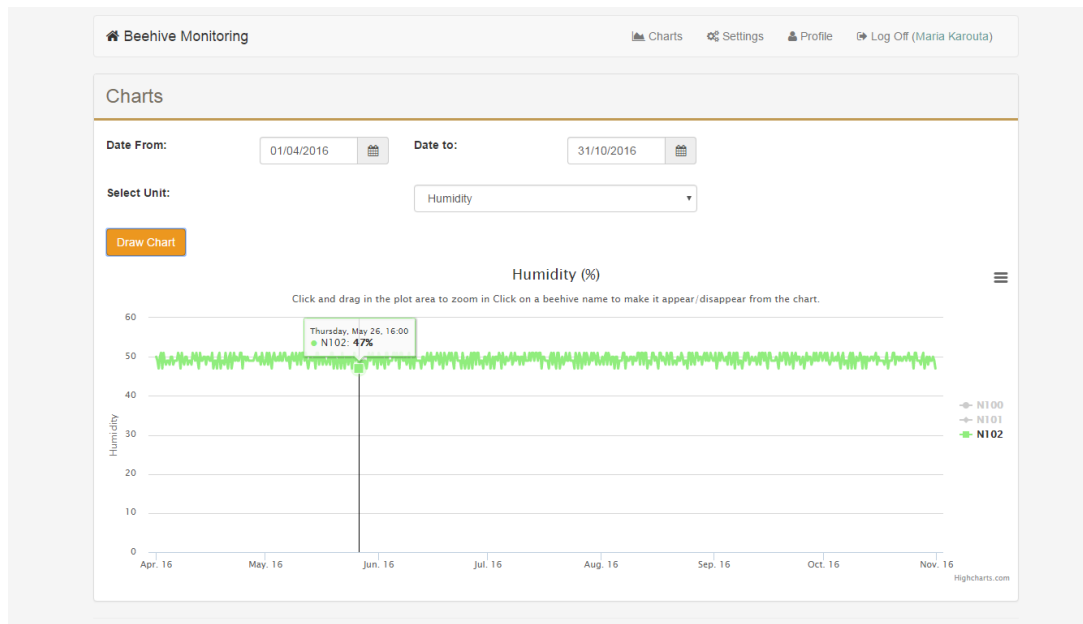 Beehive Monitoring
Charts Settings Profile Log Off (Maria Karouta)
Charts
Date From: 01/04/2016 Date to: 31/10/2016
Select Unit: Humidity
Draw Chart
Humidity (%)
Click and drag in the plot area to zoom in Click on a beehive name to make it appear/disappear from the chart.
Thursday, May 26, 16:00
N102: 47%
Humidity
60
50
40
30
20
10
0
Apr. 16 May. 16 Jun. 16 Jul. 16 Aug. 16 Sep. 16 Oct. 16 Nov. 16
N100
N101
N102
Highcharts.com